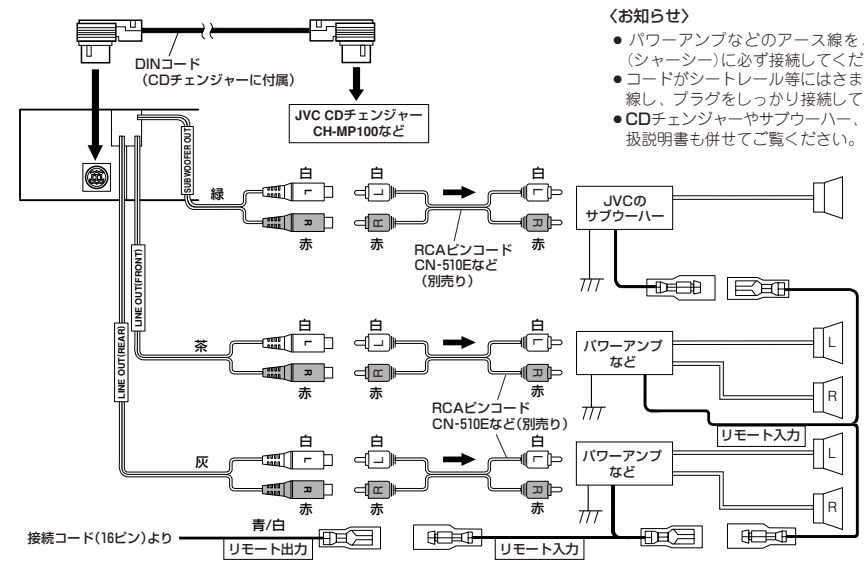 〈お知らせ〉
● パワーアンプなどのアース線を、
(シャーシー)に必ず接続してくだ
● コードがシートレール等にはさま
線し、プラグをしっかり接続して
● CDチェンジャーやサブウーハー、
扱説明書も併せてご覧ください。
DINコード
(CDチェンジャーに付属)
JVC CDチェンジャー
CH-MP100など
SUBWOOFER OUT
LINE OUT(FRONT)
LINE OUT(REAR)
緑
白
L
R
赤
白
L
R
赤
白
L
R
赤
RCAピンコード
CN-510Eなど
(別売り)
JVCの
サブウーハー
茶
白
L
R
赤
白
L
R
赤
白
L
R
赤
RCAピンコード
CN-510Eなど(別売り)
パワーアンプ
など
L
R
リモート入力
灰
白
L
R
赤
白
L
R
赤
白
L
R
赤
パワーアンプ
など
L
R
接続コード(16ピン)より
青/白
リモート出力
リモート入力